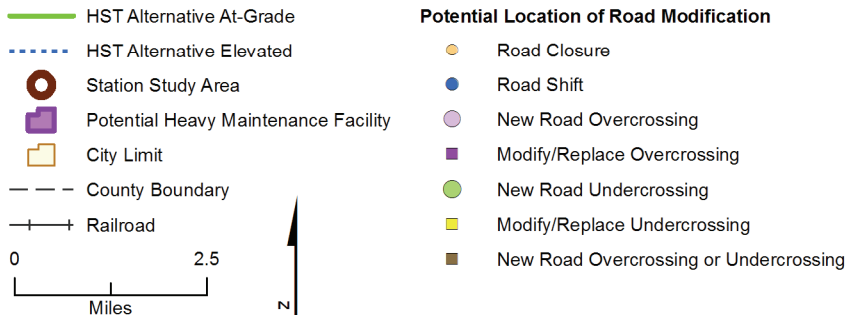 HST Alternative At-Grade
HST Alternative Elevated
Station Study Area
Potential Heavy Maintenance Facility
City Limit
County Boundary
Railroad
0 2.5
Miles
N
Potential Location of Road Modification
Road Closure
Road Shift
New Road Overcrossing
Modify/Replace Overcrossing
New Road Undercrossing
Modify/Replace Undercrossing
New Road Overcrossing or Undercrossing